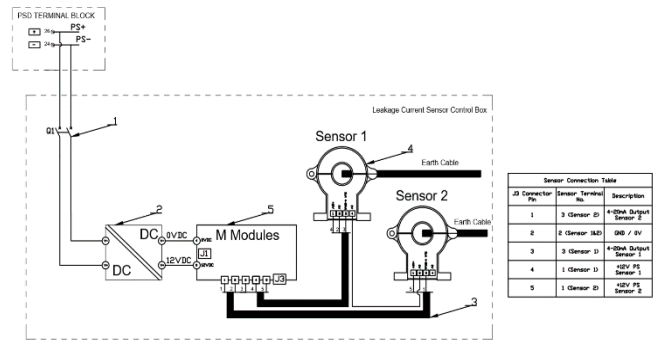 PSD TERMINAL BLOCK
+ PS+
- 24 PS-
Leakage Current Sensor Control Box
Q1 1
Sensor 1
4
Earth Cable
Sensor 2
Earth Cable
2
5
DC 0VDC 0VDC M Modules
J1
DC 12VDC 12VDC
J3
1 2 3 4 5
3
Sensor Connection Table
J3 Connector Pin Sensor Terminal No. Description
1 3 (Sensor 2) 4-20mA Output Sensor 2
2 2 (Sensor 1&2) GND / 0V
3 3 (Sensor 1) 4-20mA Output Sensor 1
4 1 (Sensor 1) +12V PS Sensor 1
5 1 (Sensor 2) +12V PS Sensor 2